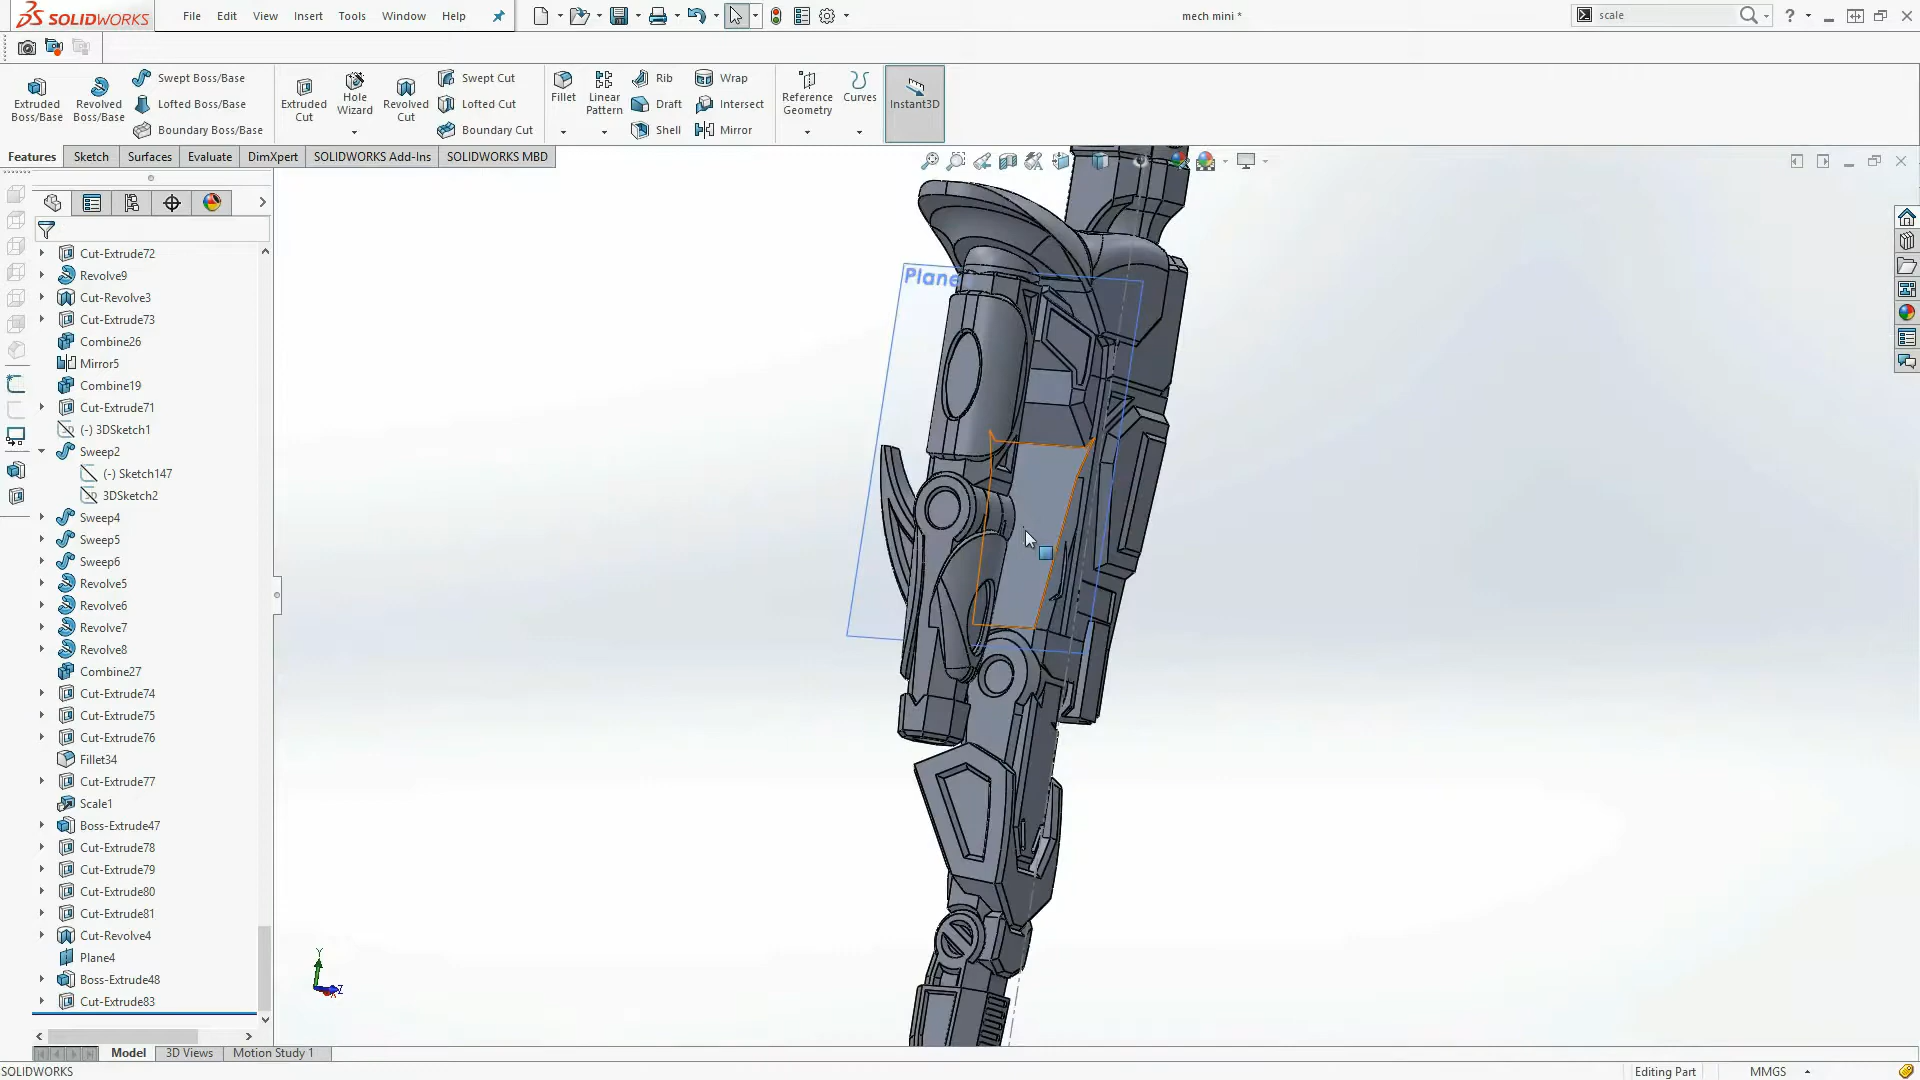 SOLIDWORKS
File Edit View Insert Tools Window Help
mech mini *
scale
Extruded Boss/Base
Revolved Boss/Base
Swept Boss/Base
Lofted Boss/Base
Boundary Boss/Base
Extruded Cut
Hole Wizard
Revolved Cut
Swept Cut
Lofted Cut
Boundary Cut
Fillet
Linear Pattern
Rib
Draft
Shell
Wrap
Intersect
Mirror
Reference Geometry
Curves
Instant3D
Features Sketch Surfaces Evaluate DimXpert SOLIDWORKS Add-Ins SOLIDWORKS MBD
Cut-Extrude72
Revolve9
Cut-Revolve3
Cut-Extrude73
Combine26
Mirror5
Combine19
Cut-Extrude71
(-) 3DSketch1
Sweep2
(-) Sketch147
3DSketch2
Sweep4
Sweep5
Sweep6
Revolve5
Revolve6
Revolve7
Revolve8
Combine27
Cut-Extrude74
Cut-Extrude75
Cut-Extrude76
Fillet34
Cut-Extrude77
Scale1
Boss-Extrude47
Cut-Extrude78
Cut-Extrude79
Cut-Extrude80
Cut-Extrude81
Cut-Revolve4
Plane4
Boss-Extrude48
Cut-Extrude83
Plane
Y
Z
Model 3D Views Motion Study 1
SOLIDWORKS
Editing Part
MMGS